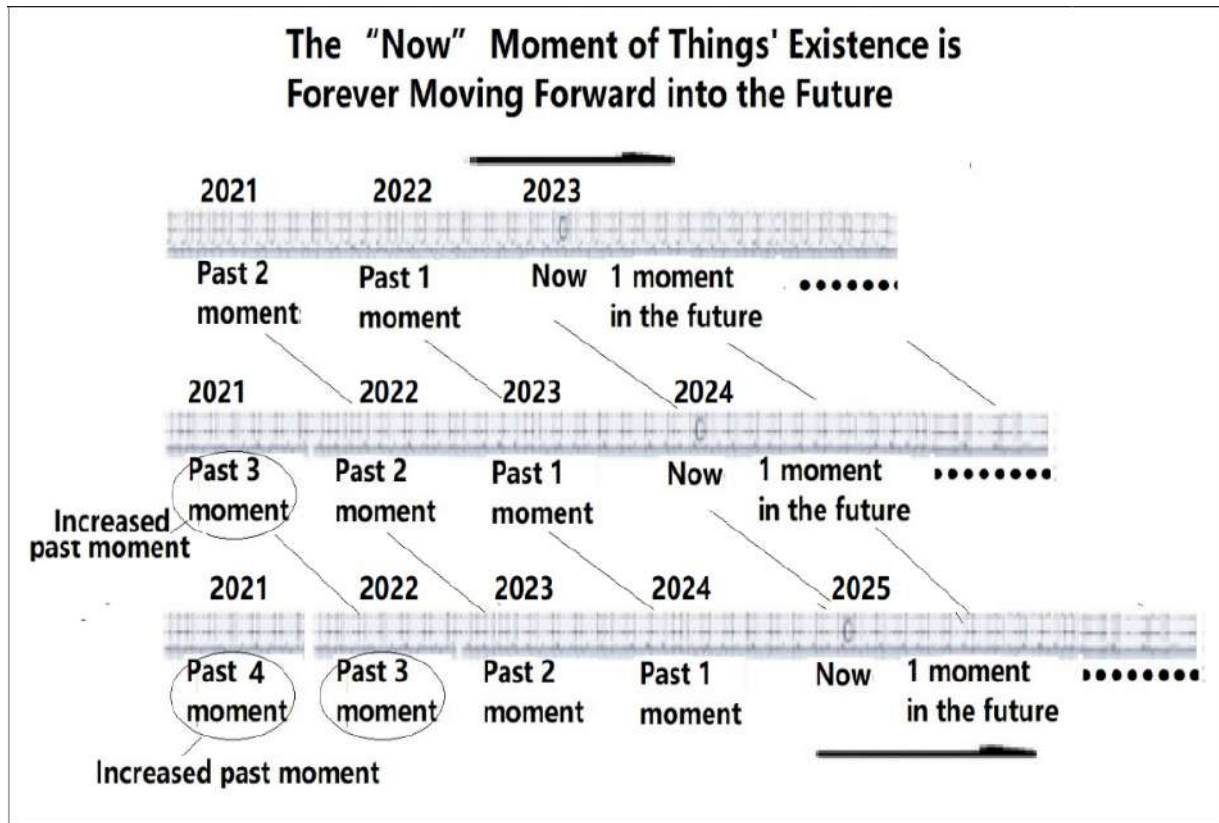 The “Now” Moment of Things' Existence is
Forever Moving Forward into the Future
2021 2022 2023
Past 2 Past 1 Now 1 moment
moment moment in the future
2021 2022 2023 2024
Past 3 Past 2 Past 1 Now 1 moment
moment moment moment in the future
Increased
past moment
2021 2022 2023 2024 2025
Past 4 Past 3 Past 2 Past 1 Now 1 moment
moment moment moment moment in the future
Increased past moment